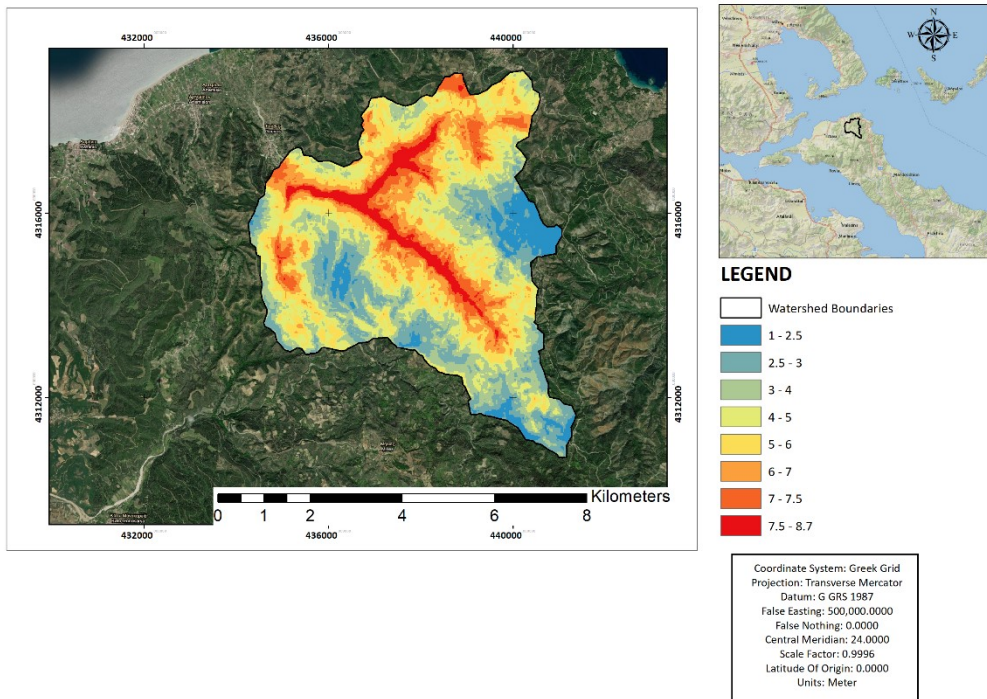 432000
436000
440000
4316000
4316000
4312000
4312000
Kilometers
0
1
2
4
6
8
432000
436000
440000
N
W
E
S
LEGEND
Watershed Boundaries
1 - 2.5
2.5 - 3
3 - 4
4 - 5
5 - 6
6 - 7
7 - 7.5
7.5 - 8.7
Coordinate System: Greek Grid
Projection: Transverse Mercator
Datum: G GRS 1987
False Easting: 500,000.0000
False Nothing: 0.0000
Central Meridian: 24.0000
Scale Factor: 0.9996
Latitude Of Origin: 0.0000
Units: Meter